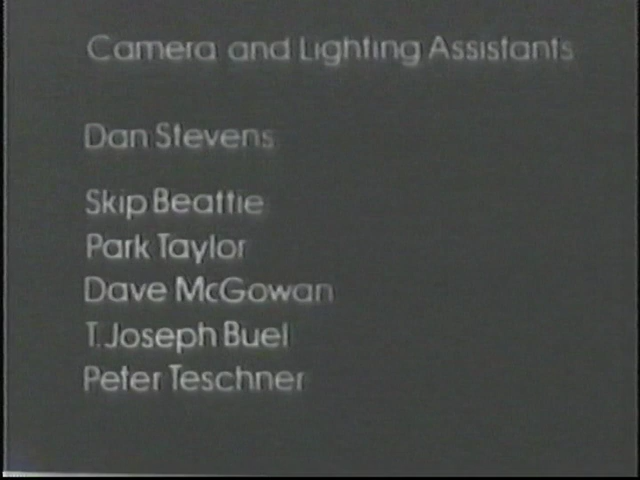 Camera and Lighting Assistants
Dan Stevens
Skip Beattie
Park Taylor
Dave McGowan
T. Joseph Buel
Peter Teschner